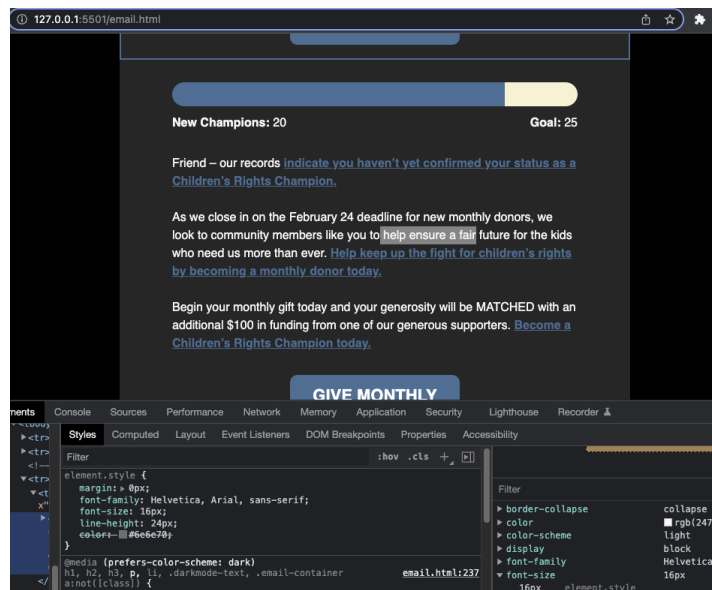 127.0.0.1:5501/email.html
New Champions: 20 Goal: 25
Friend – our records indicate you haven't yet confirmed your status as a
Children's Rights Champion.
As we close in on the February 24 deadline for new monthly donors, we
look to community members like you to help ensure a fair future for the kids
who need us more than ever. Help keep up the fight for children's rights
by becoming a monthly donor today.
Begin your monthly gift today and your generosity will be MATCHED with an
additional $100 in funding from one of our generous supporters. Become a
Children's Rights Champion today.
GIVE MONTHLY
ments Console Sources Performance Network Memory Application Security Lighthouse Recorder
Styles Computed Layout Event Listeners DOM Breakpoints Properties Accessibility
<tbody
<tr>
<tr>
<!--
<tr>
<t
x"
</
Filter :hov .cls +
element.style {
margin: 0px;
font-family: Helvetica, Arial, sans-serif;
font-size: 16px;
line-height: 24px;
color: #6e6e70;
}
@media (prefers-color-scheme: dark)
h1, h2, h3, p, li, .darkmode-text, .email-container email.html:237
a:not([class]) {
Filter
border-collapse collapse
color rgb(247
color-scheme light
display block
font-family Helvetica
font-size 16px
16px element.style